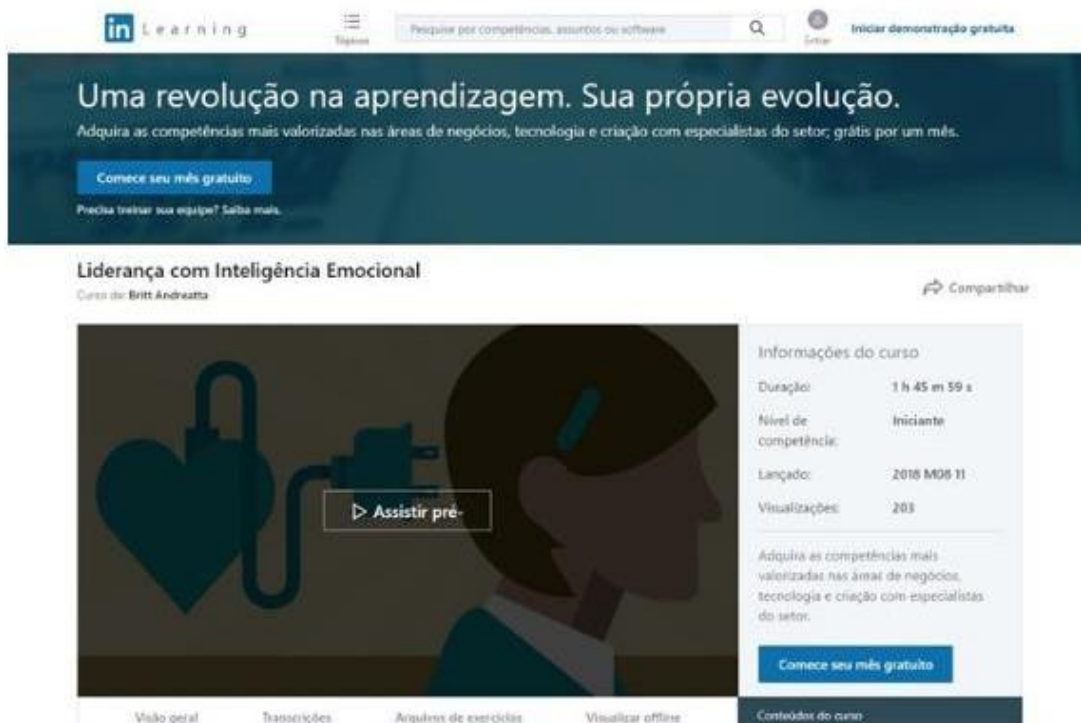 in Learning
Tópicos
Pesquise por competências, assuntos ou software
Entrar
Iniciar demonstração gratuita
Uma revolução na aprendizagem. Sua própria evolução.
Adquira as competências mais valorizadas nas áreas de negócios, tecnologia e criação com especialistas do setor; grátis por um mês.
Comece seu mês gratuito
Precisa treinar sua equipe? Saiba mais.
Liderança com Inteligência Emocional
Curso de: Britt Andreatta
Compartilhar
Assistir pré-
Informações do curso
Duração: 1 h 45 m 59 s
Nível de Iniciante
competência:
Lançado: 2018 M08 11
Visualizações: 203
Adquira as competências mais
valorizadas nas áreas de negócios,
tecnologia e criação com especialistas
do setor.
Comece seu mês gratuito
Visão geral Transcrições Arquivos de exercícios Visualizar offline
Conteúdos do curso